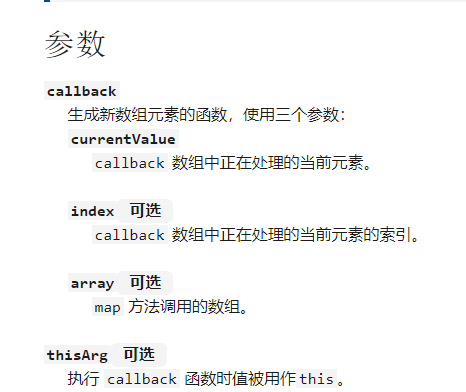 参数
callback
生成新数组元素的函数，使用三个参数：
currentValue
callback 数组中正在处理的当前元素。
index 可选
callback 数组中正在处理的当前元素的索引。
array 可选
map 方法调用的数组。
thisArg 可选
执行 callback 函数时值被用作this。